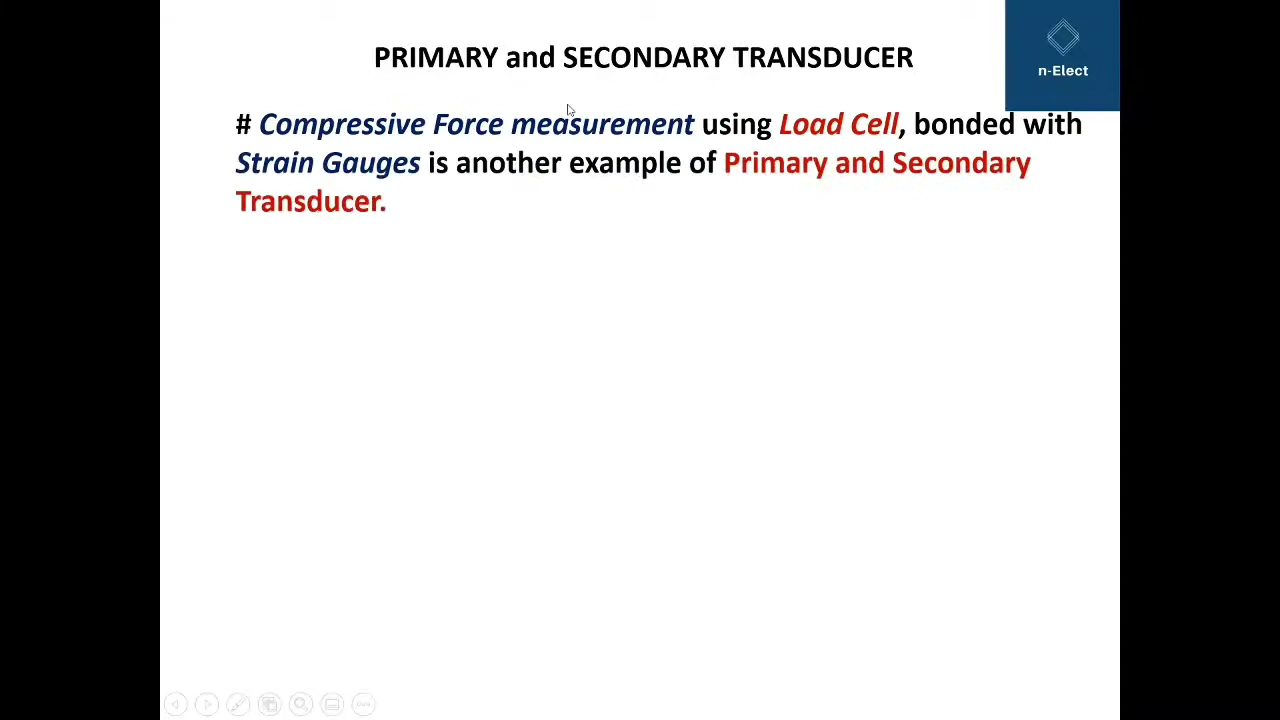 PRIMARY and SECONDARY TRANSDUCER
n-Elect
# Compressive Force measurement using Load Cell, bonded with
Strain Gauges is another example of Primary and Secondary
Transducer.